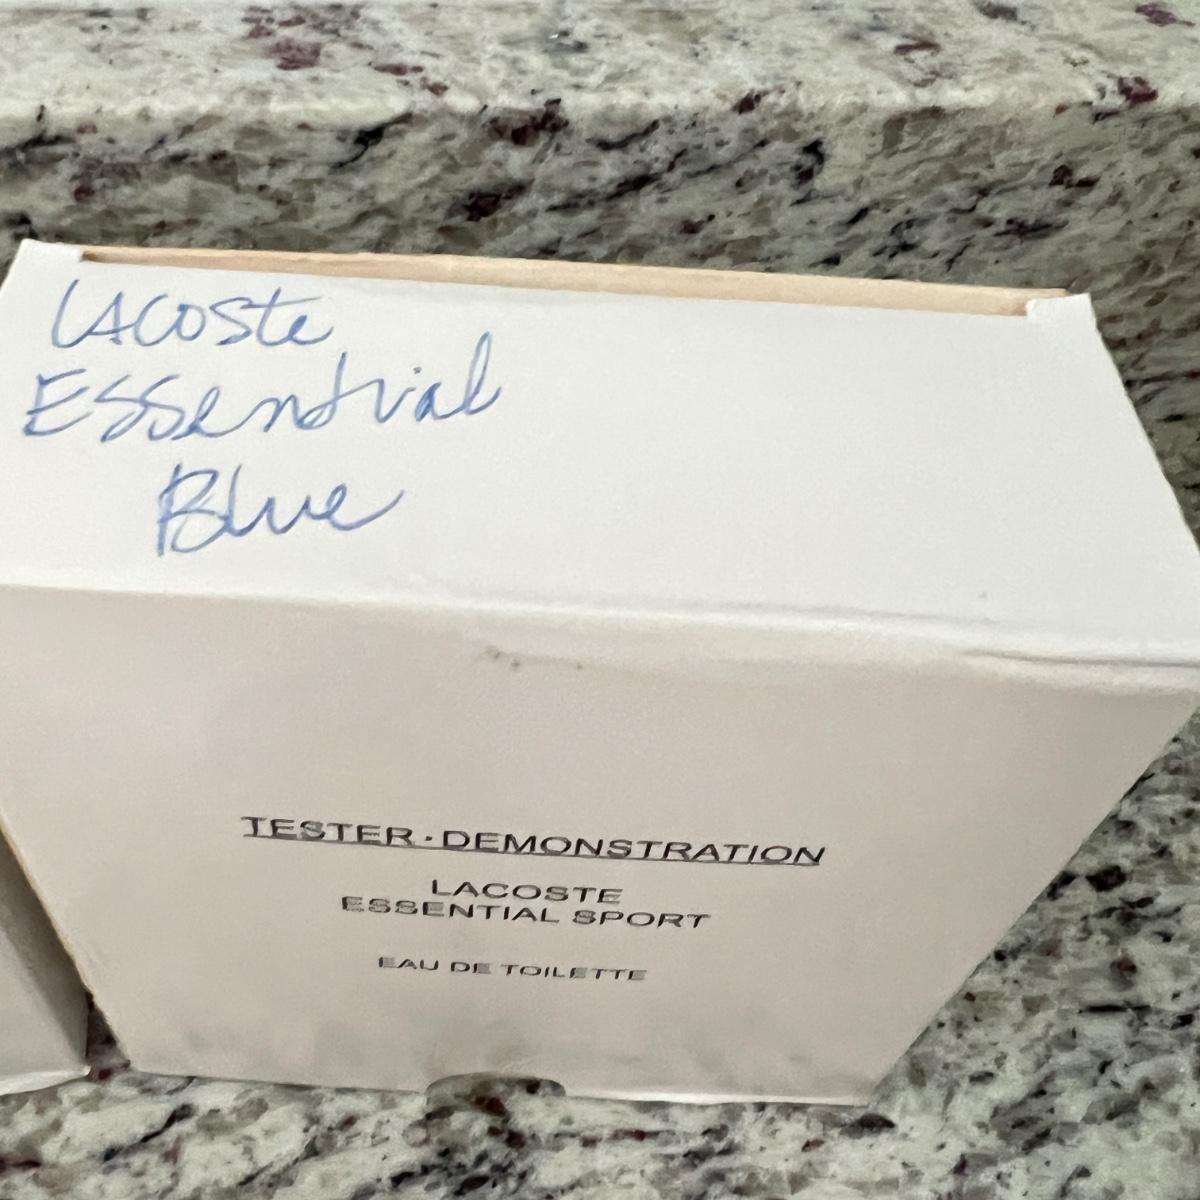 LACOSTE
ESSential
Blue
TESTER · DEMONSTRATION
LACOSTE
ESSENTIAL SPORT
EAU DE TOILETTE